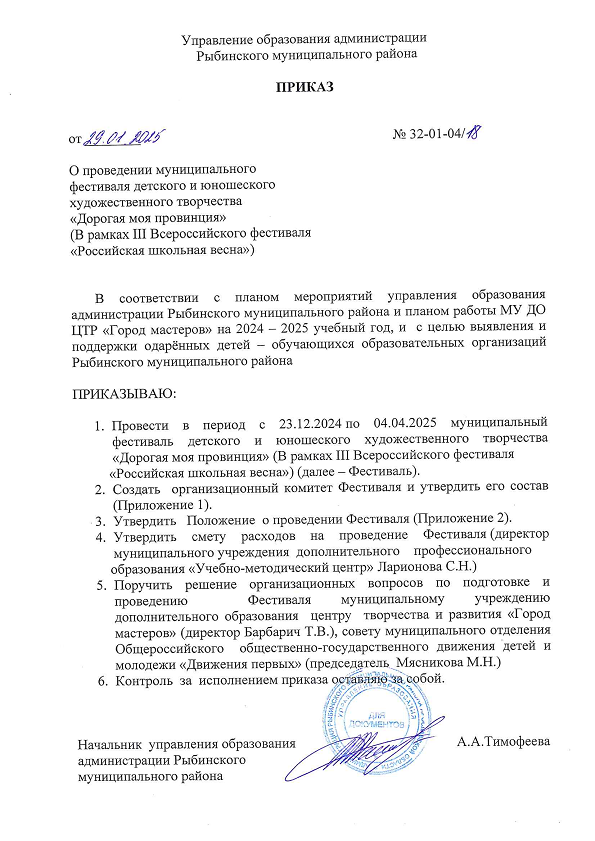 Управление образования администрации
Рыбинского муниципального района
ПРИКАЗ
от 29.01.2025 № 32-01-04/18
О проведении муниципального
фестиваля детского и юношеского
художественного творчества
«Дорогая моя провинция»
(В рамках III Всероссийского фестиваля
«Российская школьная весна»)
В соответствии с планом мероприятий управления образования
администрации Рыбинского муниципального района и планом работы МУ ДО
ЦТР «Город мастеров» на 2024 – 2025 учебный год, и с целью выявления и
поддержки одарённых детей – обучающихся образовательных организаций
Рыбинского муниципального района
ПРИКАЗЫВАЮ:
1. Провести в период с 23.12.2024 по 04.04.2025 муниципальный
фестиваль детского и юношеского художественного творчества
«Дорогая моя провинция» (В рамках III Всероссийского фестиваля
«Российская школьная весна») (далее – Фестиваль).
2. Создать организационный комитет Фестиваля и утвердить его состав
(Приложение 1).
3. Утвердить Положение о проведении Фестиваля (Приложение 2).
4. Утвердить смету расходов на проведение Фестиваля (директор
муниципального учреждения дополнительного профессионального
образования «Учебно-методический центр» Ларионова С.Н.)
5. Поручить решение организационных вопросов по подготовке и
проведению Фестиваля муниципальному учреждению
дополнительного образования центру творчества и развития «Город
мастеров» (директор Барбарич Т.В.), совету муниципального отделения
Общероссийского общественно-государственного движения детей и
молодежи «Движения первых» (председатель Мясникова М.Н.)
6. Контроль за исполнением приказа оставляю за собой.
УПРАВЛЕНИЕ ОБРАЗОВАНИЯ
ДЛЯ
ДОКУМЕНТОВ
Начальник управления образования А.А.Тимофеева
администрации Рыбинского
муниципального района